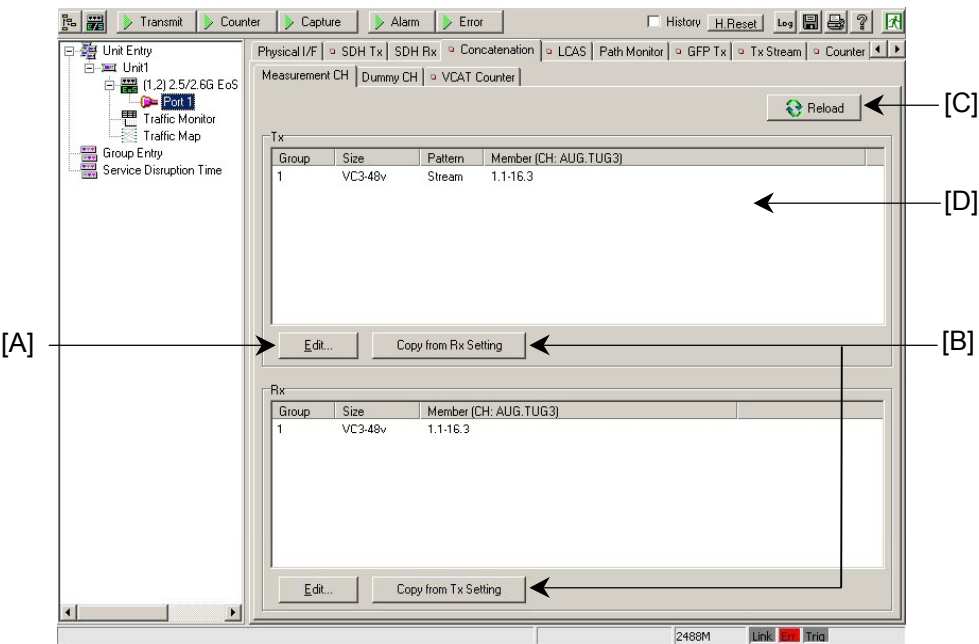 Transmit Counter Capture Alarm Error History H.Reset Log
Unit Entry
Unit1
(1,2) 2.5/2.6G EoS
Port 1
Traffic Monitor
Traffic Map
Group Entry
Service Disruption Time
Physical I/F SDH Tx SDH Rx Concatenation LCAS Path Monitor GFP Tx Tx Stream Counter
Measurement CH Dummy CH VCAT Counter
Reload [C]
Tx
Group Size Pattern Member (CH: AUG.TUG3)
1 VC3-48v Stream 1.1-16.3
[D]
[A] Edit... Copy from Rx Setting [B]
Rx
Group Size Member (CH: AUG.TUG3)
1 VC3-48v 1.1-16.3
Edit... Copy from Tx Setting
2488M Link Err Trig